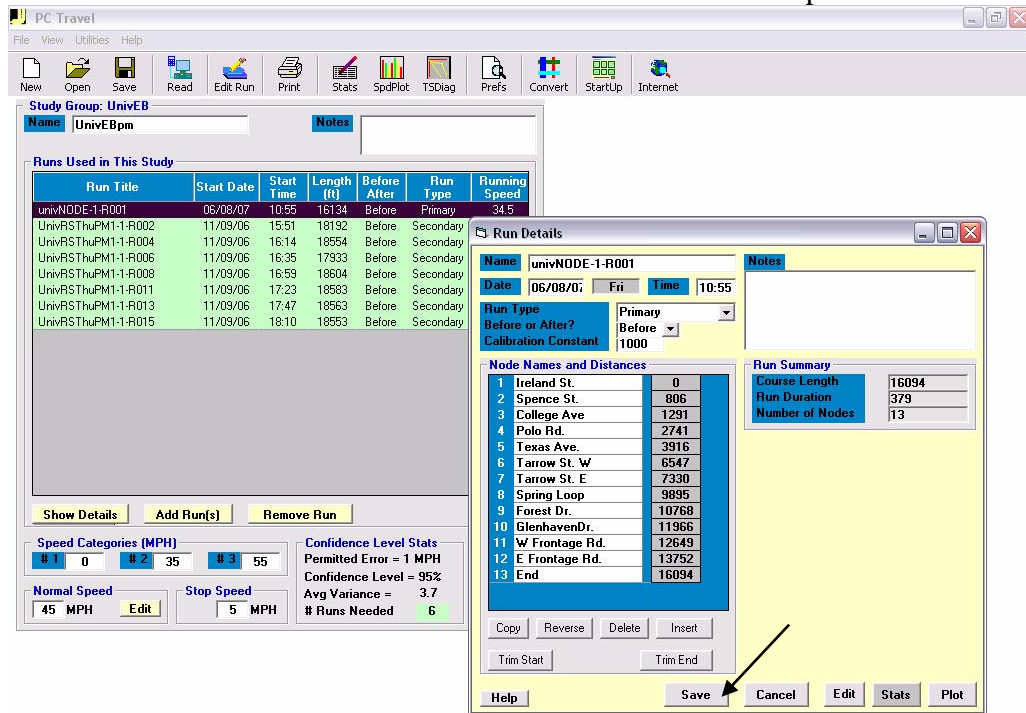 PC Travel
File View Utilities Help
New Open Save Read Edit Run Print Stats SpdPlot TSDiag Prefs Convert StartUp Internet
Study Group: UnivEB
Name UnivEBpm Notes
Runs Used in This Study
Run Title Start Date Start Time Length (ft) Before After Run Type Running Speed
univNODE-1-R001 06/08/07 10:55 16134 Before Primary 34.5
UnivRSThuPM1-1-R002 11/09/06 15:51 18192 Before Secondary
UnivRSThuPM1-1-R004 11/09/06 16:14 18554 Before Secondary
UnivRSThuPM1-1-R006 11/09/06 16:35 17933 Before Secondary
UnivRSThuPM1-1-R008 11/09/06 16:59 18604 Before Secondary
UnivRSThuPM1-1-R011 11/09/06 17:23 18583 Before Secondary
UnivRSThuPM1-1-R013 11/09/06 17:47 18563 Before Secondary
UnivRSThuPM1-1-R015 11/09/06 18:10 18553 Before Secondary
Show Details Add Run(s) Remove Run
Speed Categories (MPH)
# 1 0 # 2 35 # 3 55
Normal Speed
45 MPH Edit
Stop Speed
5 MPH
Confidence Level Stats
Permitted Error = 1 MPH
Confidence Level = 95%
Avg Variance = 3.7
# Runs Needed 6
Run Details
Name univNODE-1-R001 Notes
Date 06/08/07 Fri Time 10:55
Run Type Primary
Before or After? Before
Calibration Constant 1000
Node Names and Distances
1 Ireland St. 0
2 Spence St. 806
3 College Ave 1291
4 Polo Rd. 2741
5 Texas Ave. 3916
6 Tarrow St. W 6547
7 Tarrow St. E 7330
8 Spring Loop 9895
9 Forest Dr. 10768
10 GlenhavenDr. 11966
11 W Frontage Rd. 12649
12 E Frontage Rd. 13752
13 End 16094
Run Summary
Course Length 16094
Run Duration 379
Number of Nodes 13
Copy Reverse Delete Insert
Trim Start Trim End
Help Save Cancel Edit Stats Plot